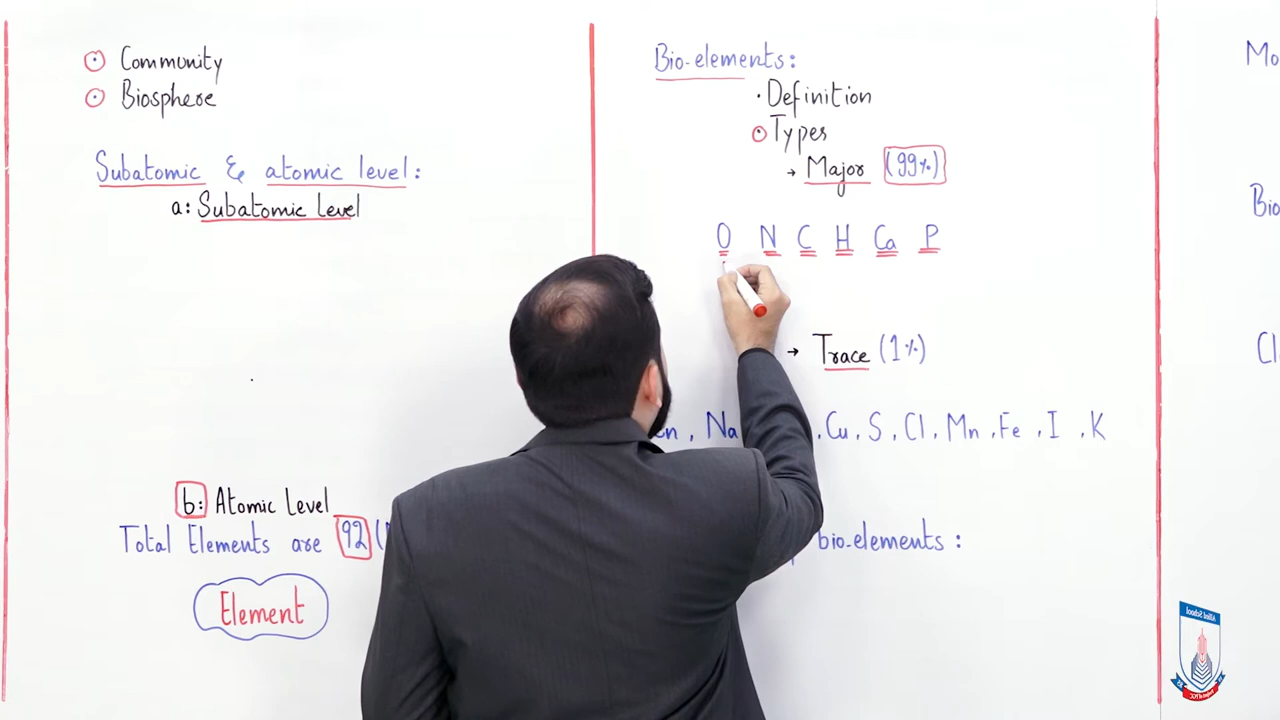 Community
Biosphere
Subatomic & atomic level:
a: Subatomic Level
b: Atomic Level
Total Elements are 92
Element
Bio-elements:
Definition
Types
→ Major (99%)
O N C H Ca P
→ Trace (1%)
, Na , Cu, S, Cl, Mn, Fe, I, K
bio-elements:
Mo
Bio
Cl